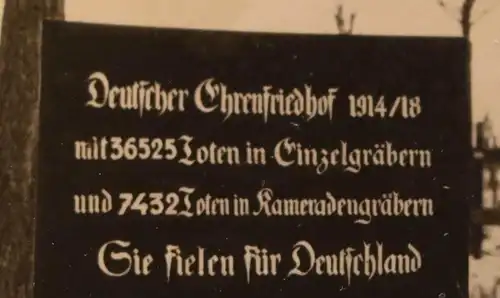 Deutscher Ehrenfriedhof 1914/18
mit 36525 Toten in Einzelgräbern
und 7432 Toten in Kameradengräbern
Sie fielen für Deutschland